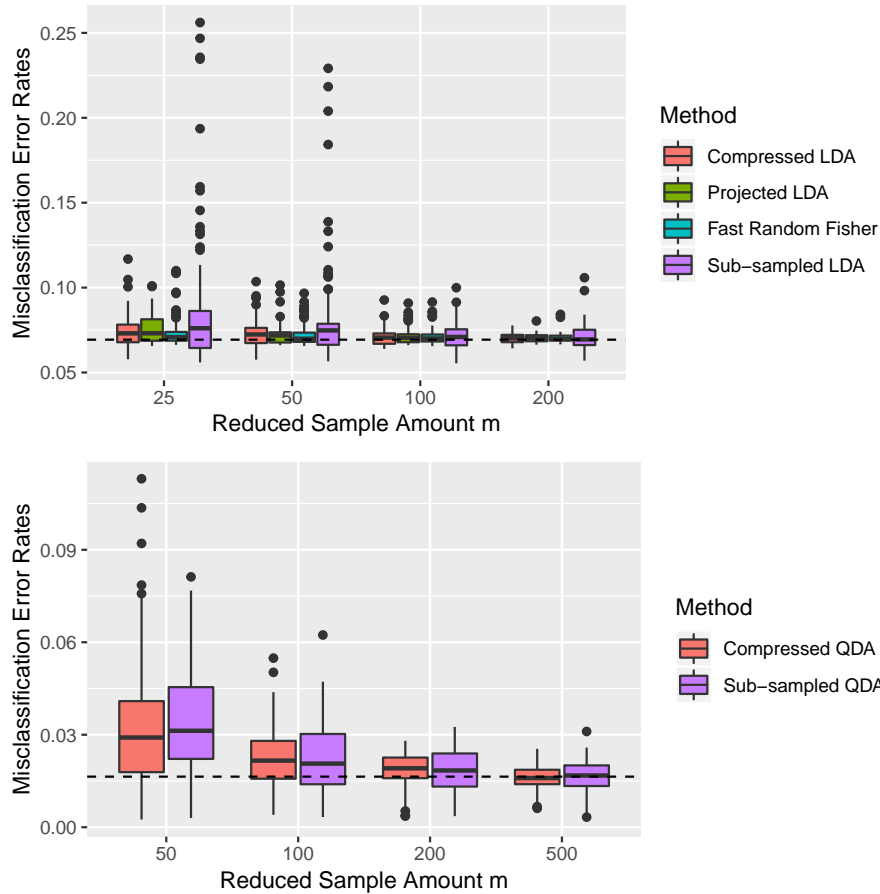 Misclassification Error Rates
0.25
0.20
0.15
0.10
0.05
25
50
100
200
Reduced Sample Amount m
Method
Compressed LDA
Projected LDA
Fast Random Fisher
Sub−sampled LDA
Misclassification Error Rates
0.09
0.06
0.03
0.00
50
100
200
500
Reduced Sample Amount m
Method
Compressed QDA
Sub−sampled QDA